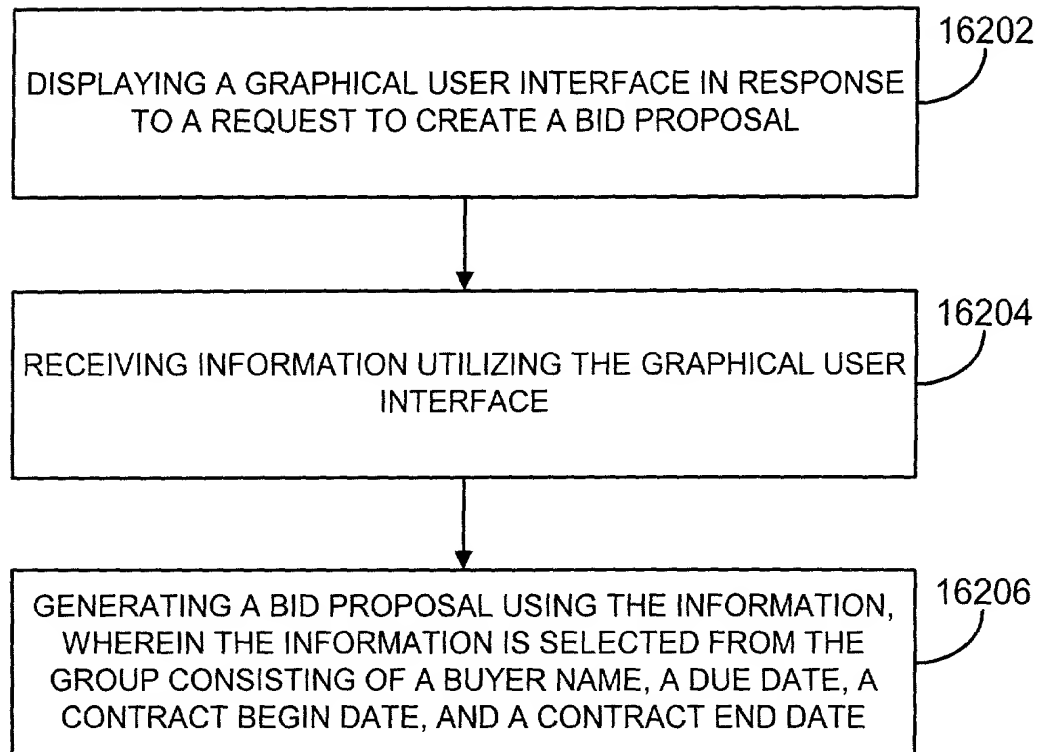 16202
DISPLAYING A GRAPHICAL USER INTERFACE IN RESPONSE
TO A REQUEST TO CREATE A BID PROPOSAL
16204
RECEIVING INFORMATION UTILIZING THE GRAPHICAL USER
INTERFACE
16206
GENERATING A BID PROPOSAL USING THE INFORMATION,
WHEREIN THE INFORMATION IS SELECTED FROM THE
GROUP CONSISTING OF A BUYER NAME, A DUE DATE, A
CONTRACT BEGIN DATE, AND A CONTRACT END DATE